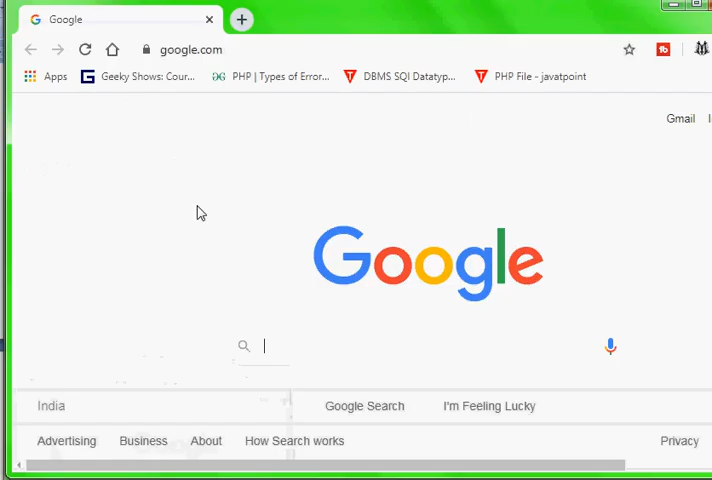 Google
google.com
Apps Geeky Shows: Cour... PHP | Types of Error... DBMS SQl Datatyp... PHP File - javatpoint
Gmail
Google
India
Google Search I'm Feeling Lucky
Advertising Business About How Search works Privacy